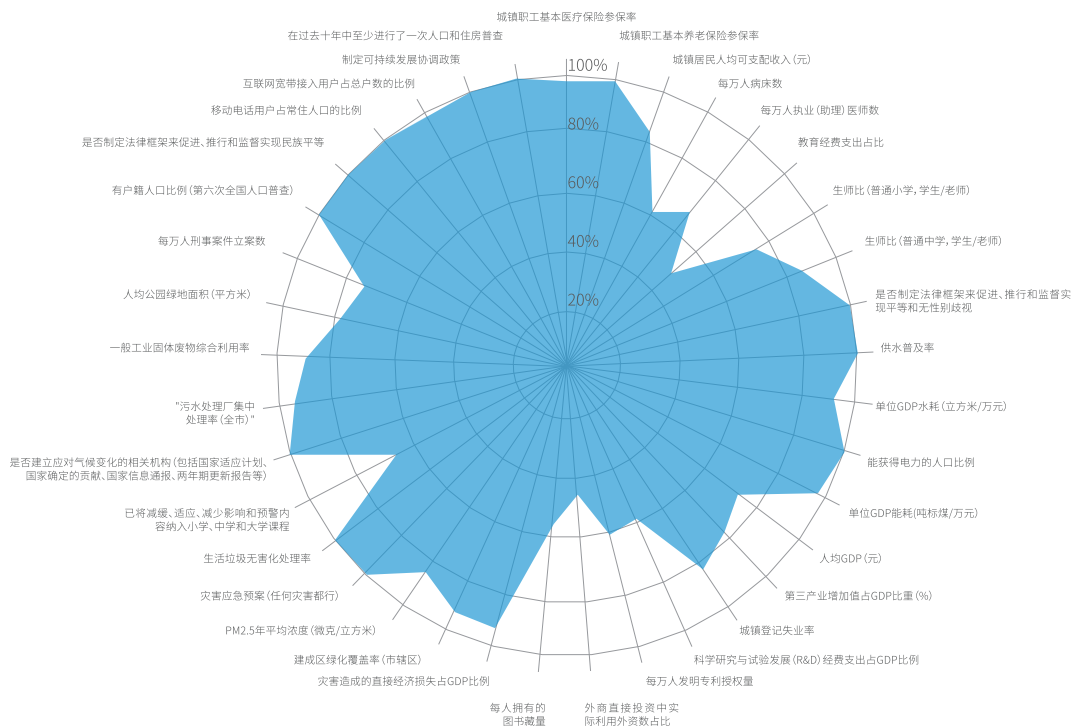 城镇职工基本医疗保险参保率
城镇职工基本养老保险参保率
城镇居民人均可支配收入(元)
每万人病床数
每万人执业(助理)医师数
教育经费支出占比
生师比(普通小学, 学生/老师)
生师比(普通中学, 学生/老师)
是否制定法律框架来促进、推行和监督实
现平等和无性别歧视
供水普及率
单位GDP水耗(立方米/万元)
能获得电力的人口比例
单位GDP能耗(吨标煤/万元)
人均GDP(元)
第三产业增加值占GDP比重(%)
城镇登记失业率
科学研究与试验发展(R&D)经费支出占GDP比例
每万人发明专利授权量
外商直接投资中实
际利用外资数占比
每人拥有的
图书藏量
灾害造成的直接经济损失占GDP比例
建成区绿化覆盖率(市辖区)
PM2.5年平均浓度(微克/立方米)
灾害应急预案(任何灾害都行)
生活垃圾无害化处理率
已将减缓、适应、减少影响和预警内
容纳入小学、中学和大学课程
是否建立应对气候变化的相关机构(包括国家适应计划、
国家确定的贡献、国家信息通报、两年期更新报告等)
"污水处理厂集中
处理率(全市)"
一般工业固体废物综合利用率
人均公园绿地面积(平方米)
每万人刑事案件立案数
有户籍人口比例(第六次全国人口普查)
是否制定法律框架来促进、推行和监督实现民族平等
移动电话用户占常住人口的比例
互联网宽带接入用户占总户数的比例
制定可持续发展协调政策
在过去十年中至少进行了一次人口和住房普查
100%
80%
60%
40%
20%